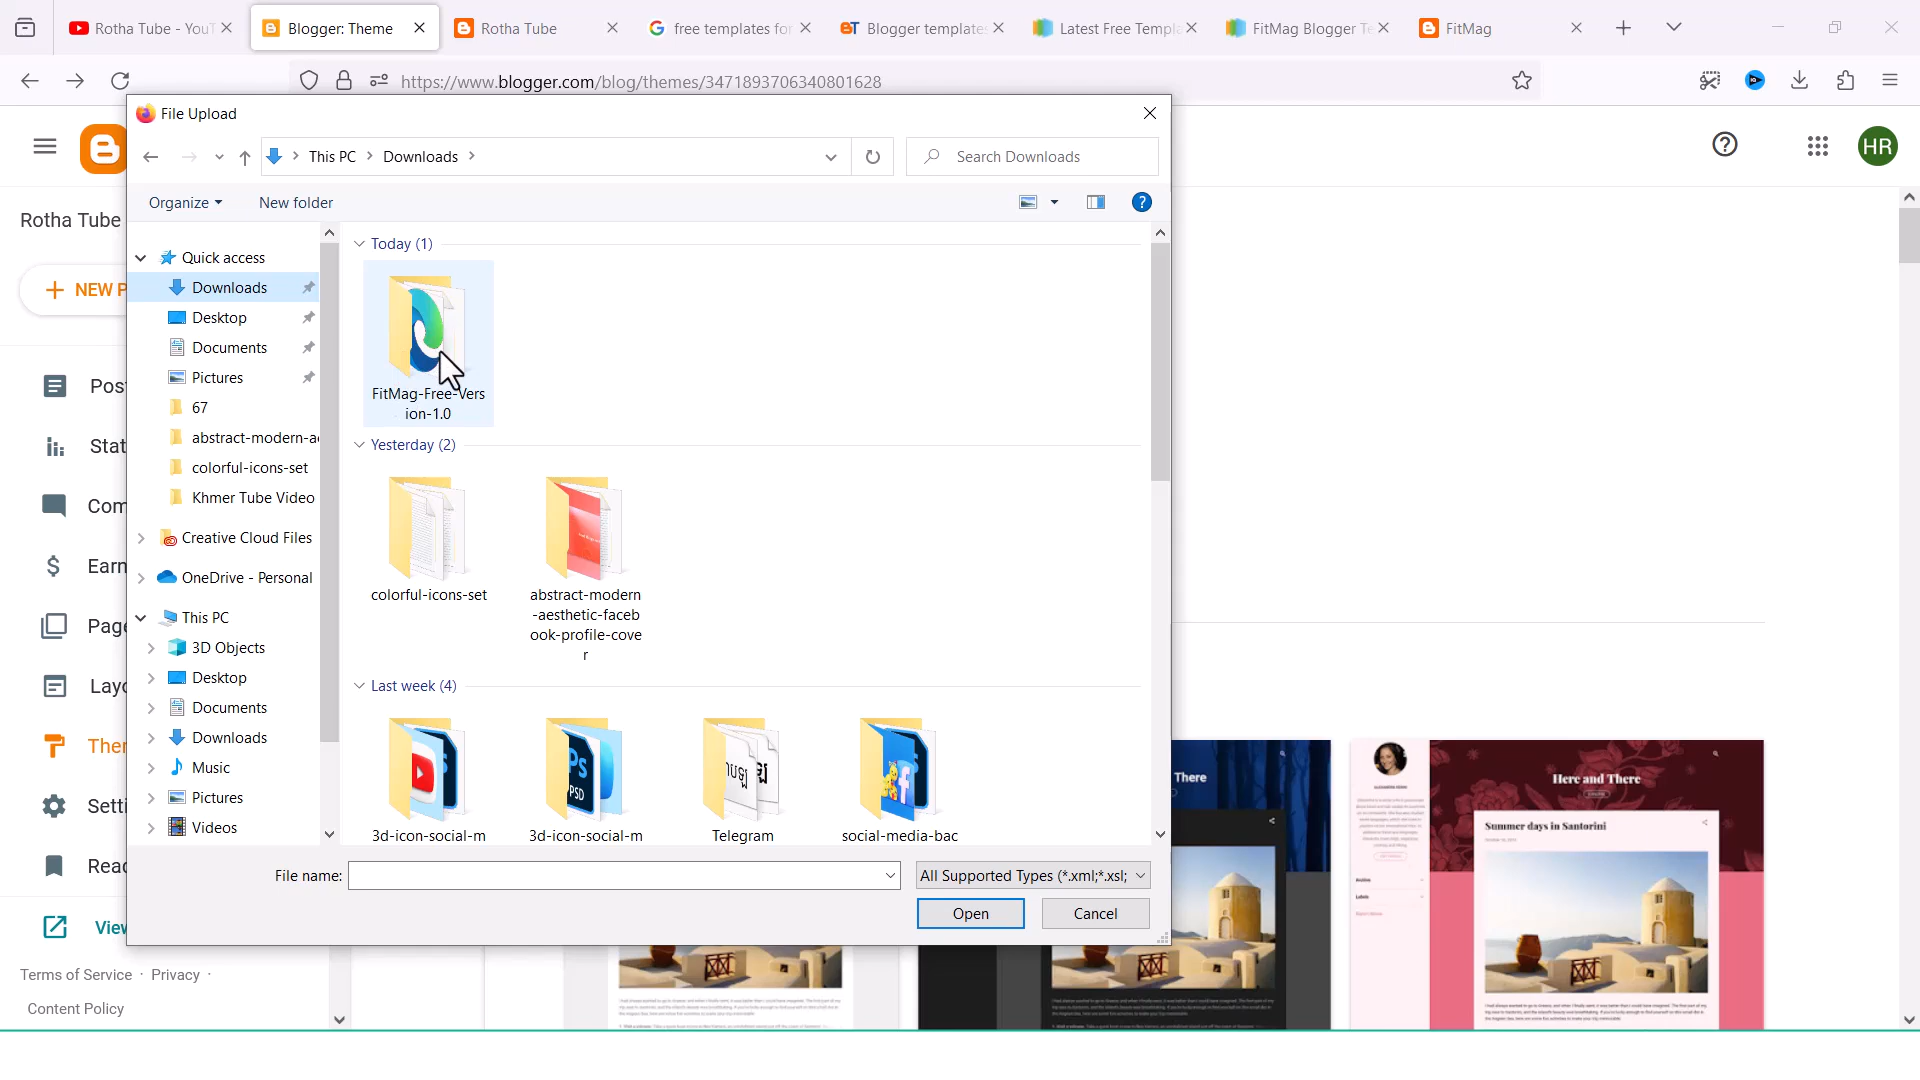 Rotha Tube - YouT
Blogger: Theme
Rotha Tube
free templates for
Blogger templates
Latest Free Templa
FitMag Blogger Te
FitMag
https://www.blogger.com/blog/themes/3471893706340801628
File Upload
This PC > Downloads >
Search Downloads
HR
Organize
New folder
Rotha Tube
NEW P
Post
Stat
Com
Earn
Page
Layo
Ther
Setti
Reac
View
Terms of Service · Privacy ·
Content Policy
Quick access
Downloads
Desktop
Documents
Pictures
67
abstract-modern-ae
colorful-icons-set
Khmer Tube Video
Creative Cloud Files
OneDrive - Personal
This PC
3D Objects
Desktop
Documents
Downloads
Music
Pictures
Videos
Today (1)
FitMag-Free-Vers
ion-1.0
Yesterday (2)
colorful-icons-set
abstract-modern
-aesthetic-faceb
ook-profile-cove
r
Last week (4)
3d-icon-social-m
PSD
3d-icon-social-m
Telegram
social-media-bac
File name:
All Supported Types (*.xml;*.xsl;
Open
Cancel
There
Here and There
Summer days in Santorini